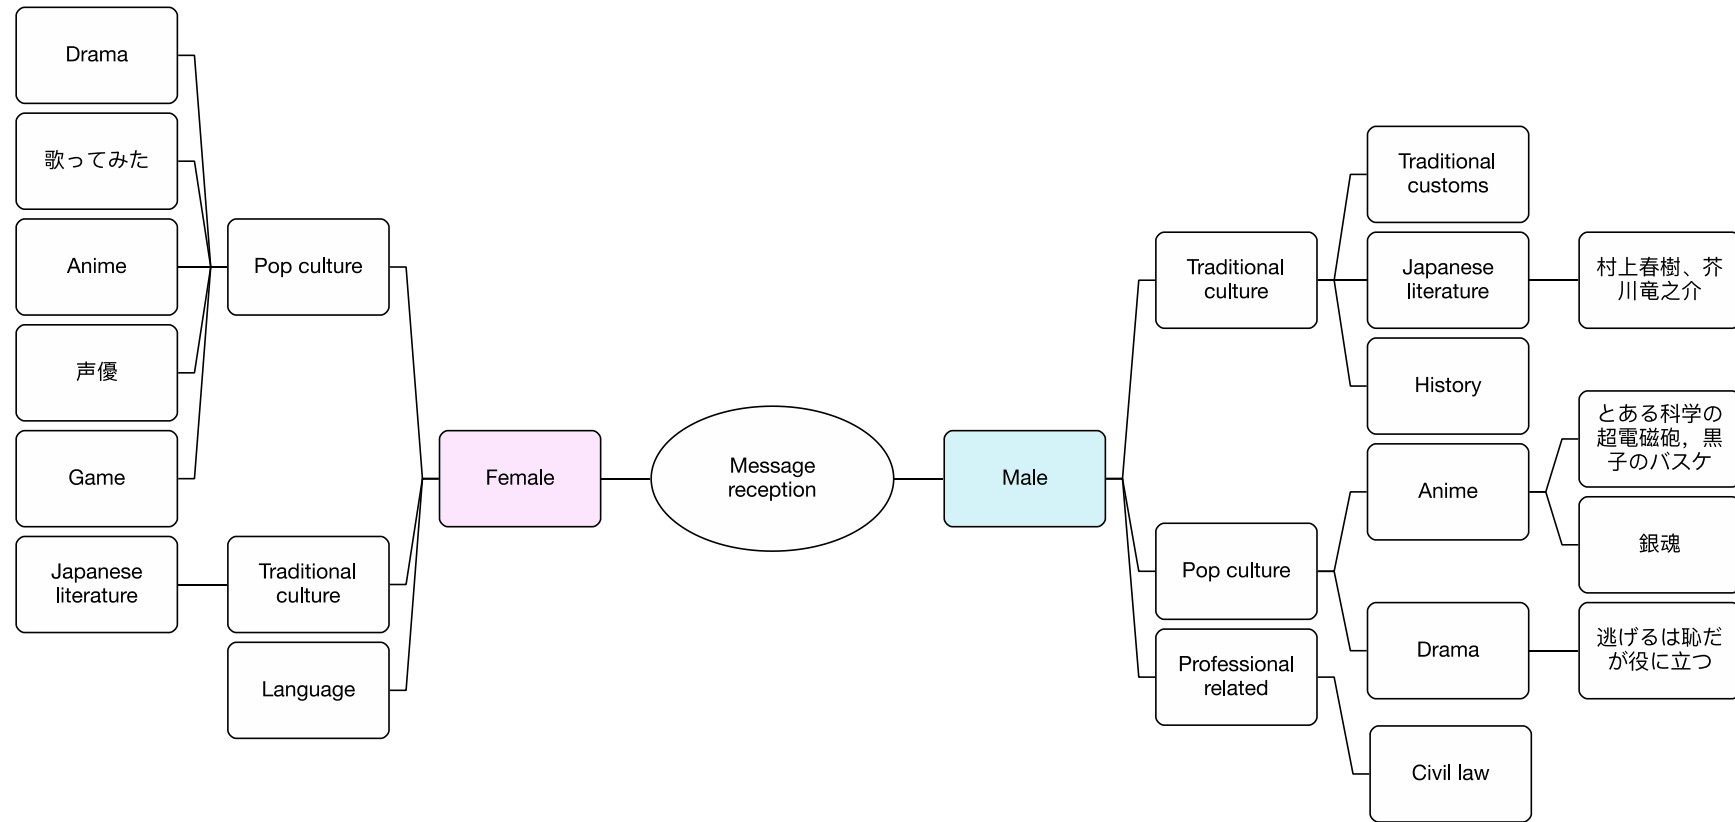 Drama
歌ってみた
Anime
声優
Game
Japanese
literature
Pop culture
Traditional
culture
Language
Female
Message
reception
Male
Traditional
culture
Pop culture
Professional
related
Traditional
customs
Japanese
literature
History
Anime
Drama
Civil law
村上春樹、芥
川竜之介
とある科学の
超電磁砲，黒
子のバスケ
銀魂
逃げるは恥だ
が役に立つ